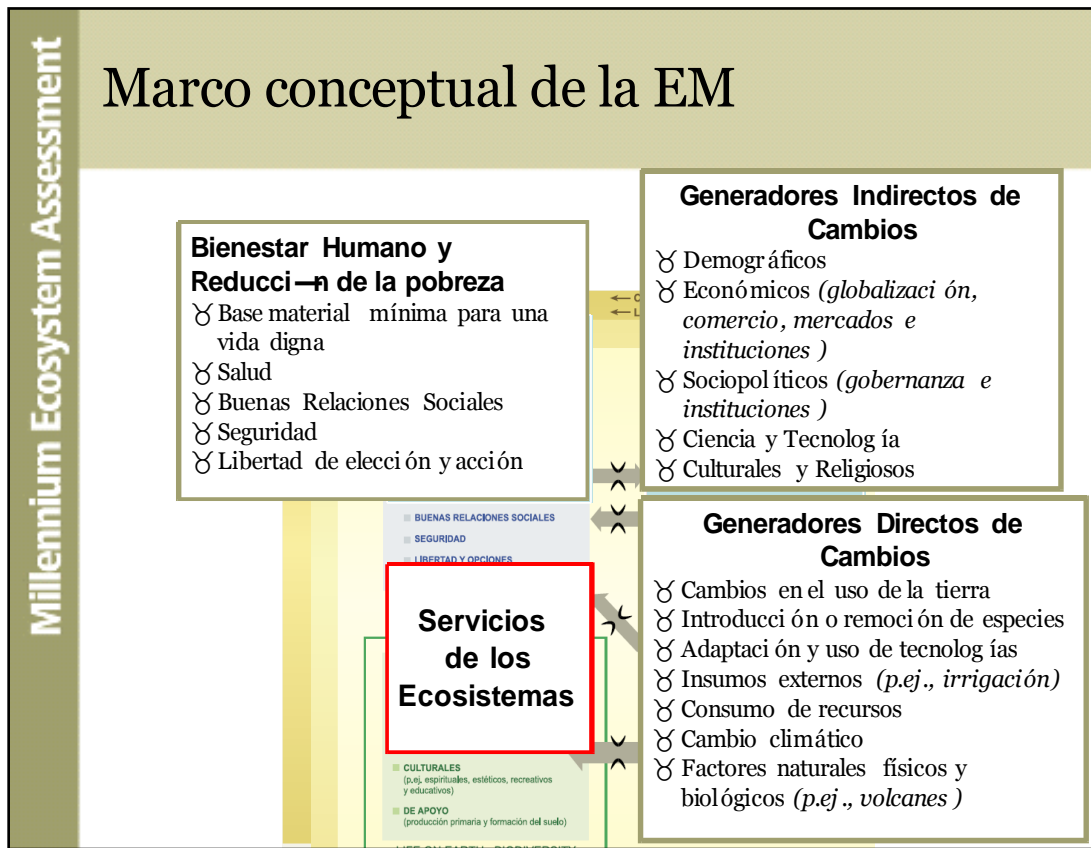 Millennium Ecosystem Assessment
Marco conceptual de la EM
Bienestar Humano y
Reducci—n de la pobreza
Base material mínima para una
vida digna
Salud
Buenas Relaciones Sociales
Seguridad
Libertad de elección y acción
Generadores Indirectos de
Cambios
Demográficos
Económicos (globalización,
comercio, mercados e
instituciones )
Sociopolíticos (gobernanza e
instituciones )
Ciencia y Tecnología
Culturales y Religiosos
BUENAS RELACIONES SOCIALES
SEGURIDAD
LIBERTAD Y OPCIONES
Servicios
de los
Ecosistemas
Generadores Directos de
Cambios
Cambios en el uso de la tierra
Introducción o remoción de especies
Adaptación y uso de tecnologías
Insumos externos (p.ej., irrigación)
Consumo de recursos
Cambio climático
Factores naturales físicos y
biológicos (p.ej., volcanes )
CULTURALES
(p.ej. espirituales, estéticos, recreativos
y educativos)
DE APOYO
(producción primaria y formación del suelo)
LIFE ON EARTH - BIODIVERSITY